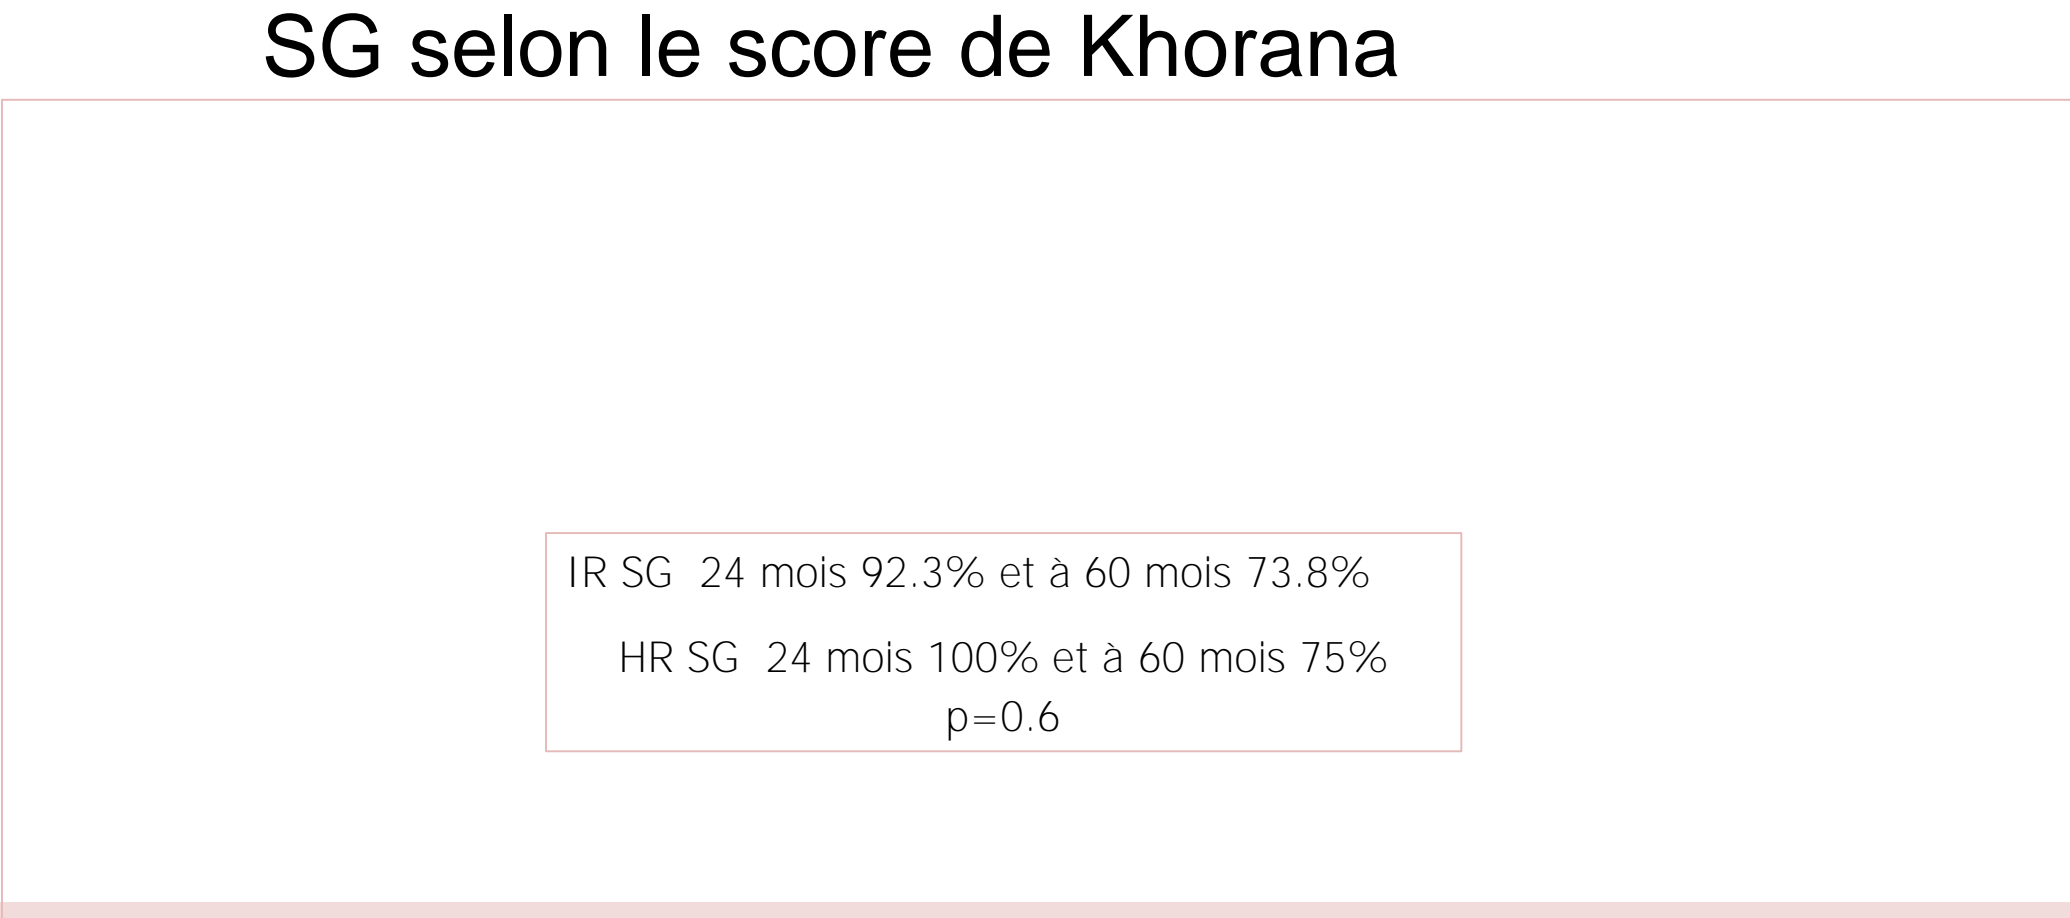 SG selon le score de Khorana
IR SG 24 mois 92.3% et à 60 mois 73.8%
HR SG 24 mois 100% et à 60 mois 75%
p=0.6